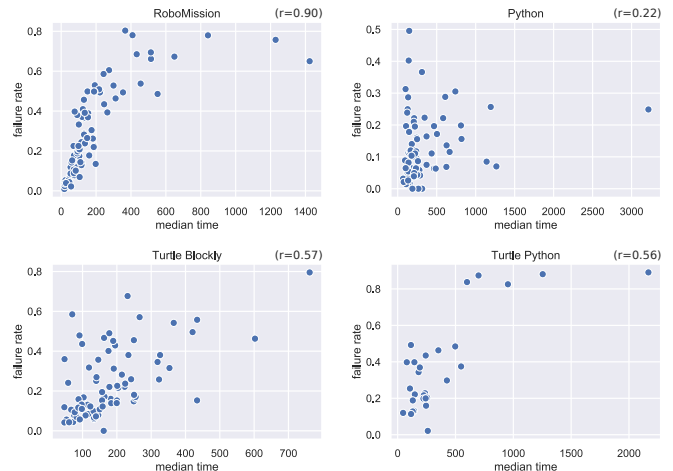 RoboMission (r=0.90)
failure rate
0.8
0.6
0.4
0.2
0.0
0 200 400 600 800 1000 1200 1400
median time
Python (r=0.22)
failure rate
0.5
0.4
0.3
0.2
0.1
0.0
0 500 1000 1500 2000 2500 3000
median time
Turtle Blockly (r=0.57)
failure rate
0.8
0.6
0.4
0.2
0.0
100 200 300 400 500 600 700
median time
Turtle Python (r=0.56)
failure rate
0.8
0.6
0.4
0.2
0.0
0 500 1000 1500 2000
median time